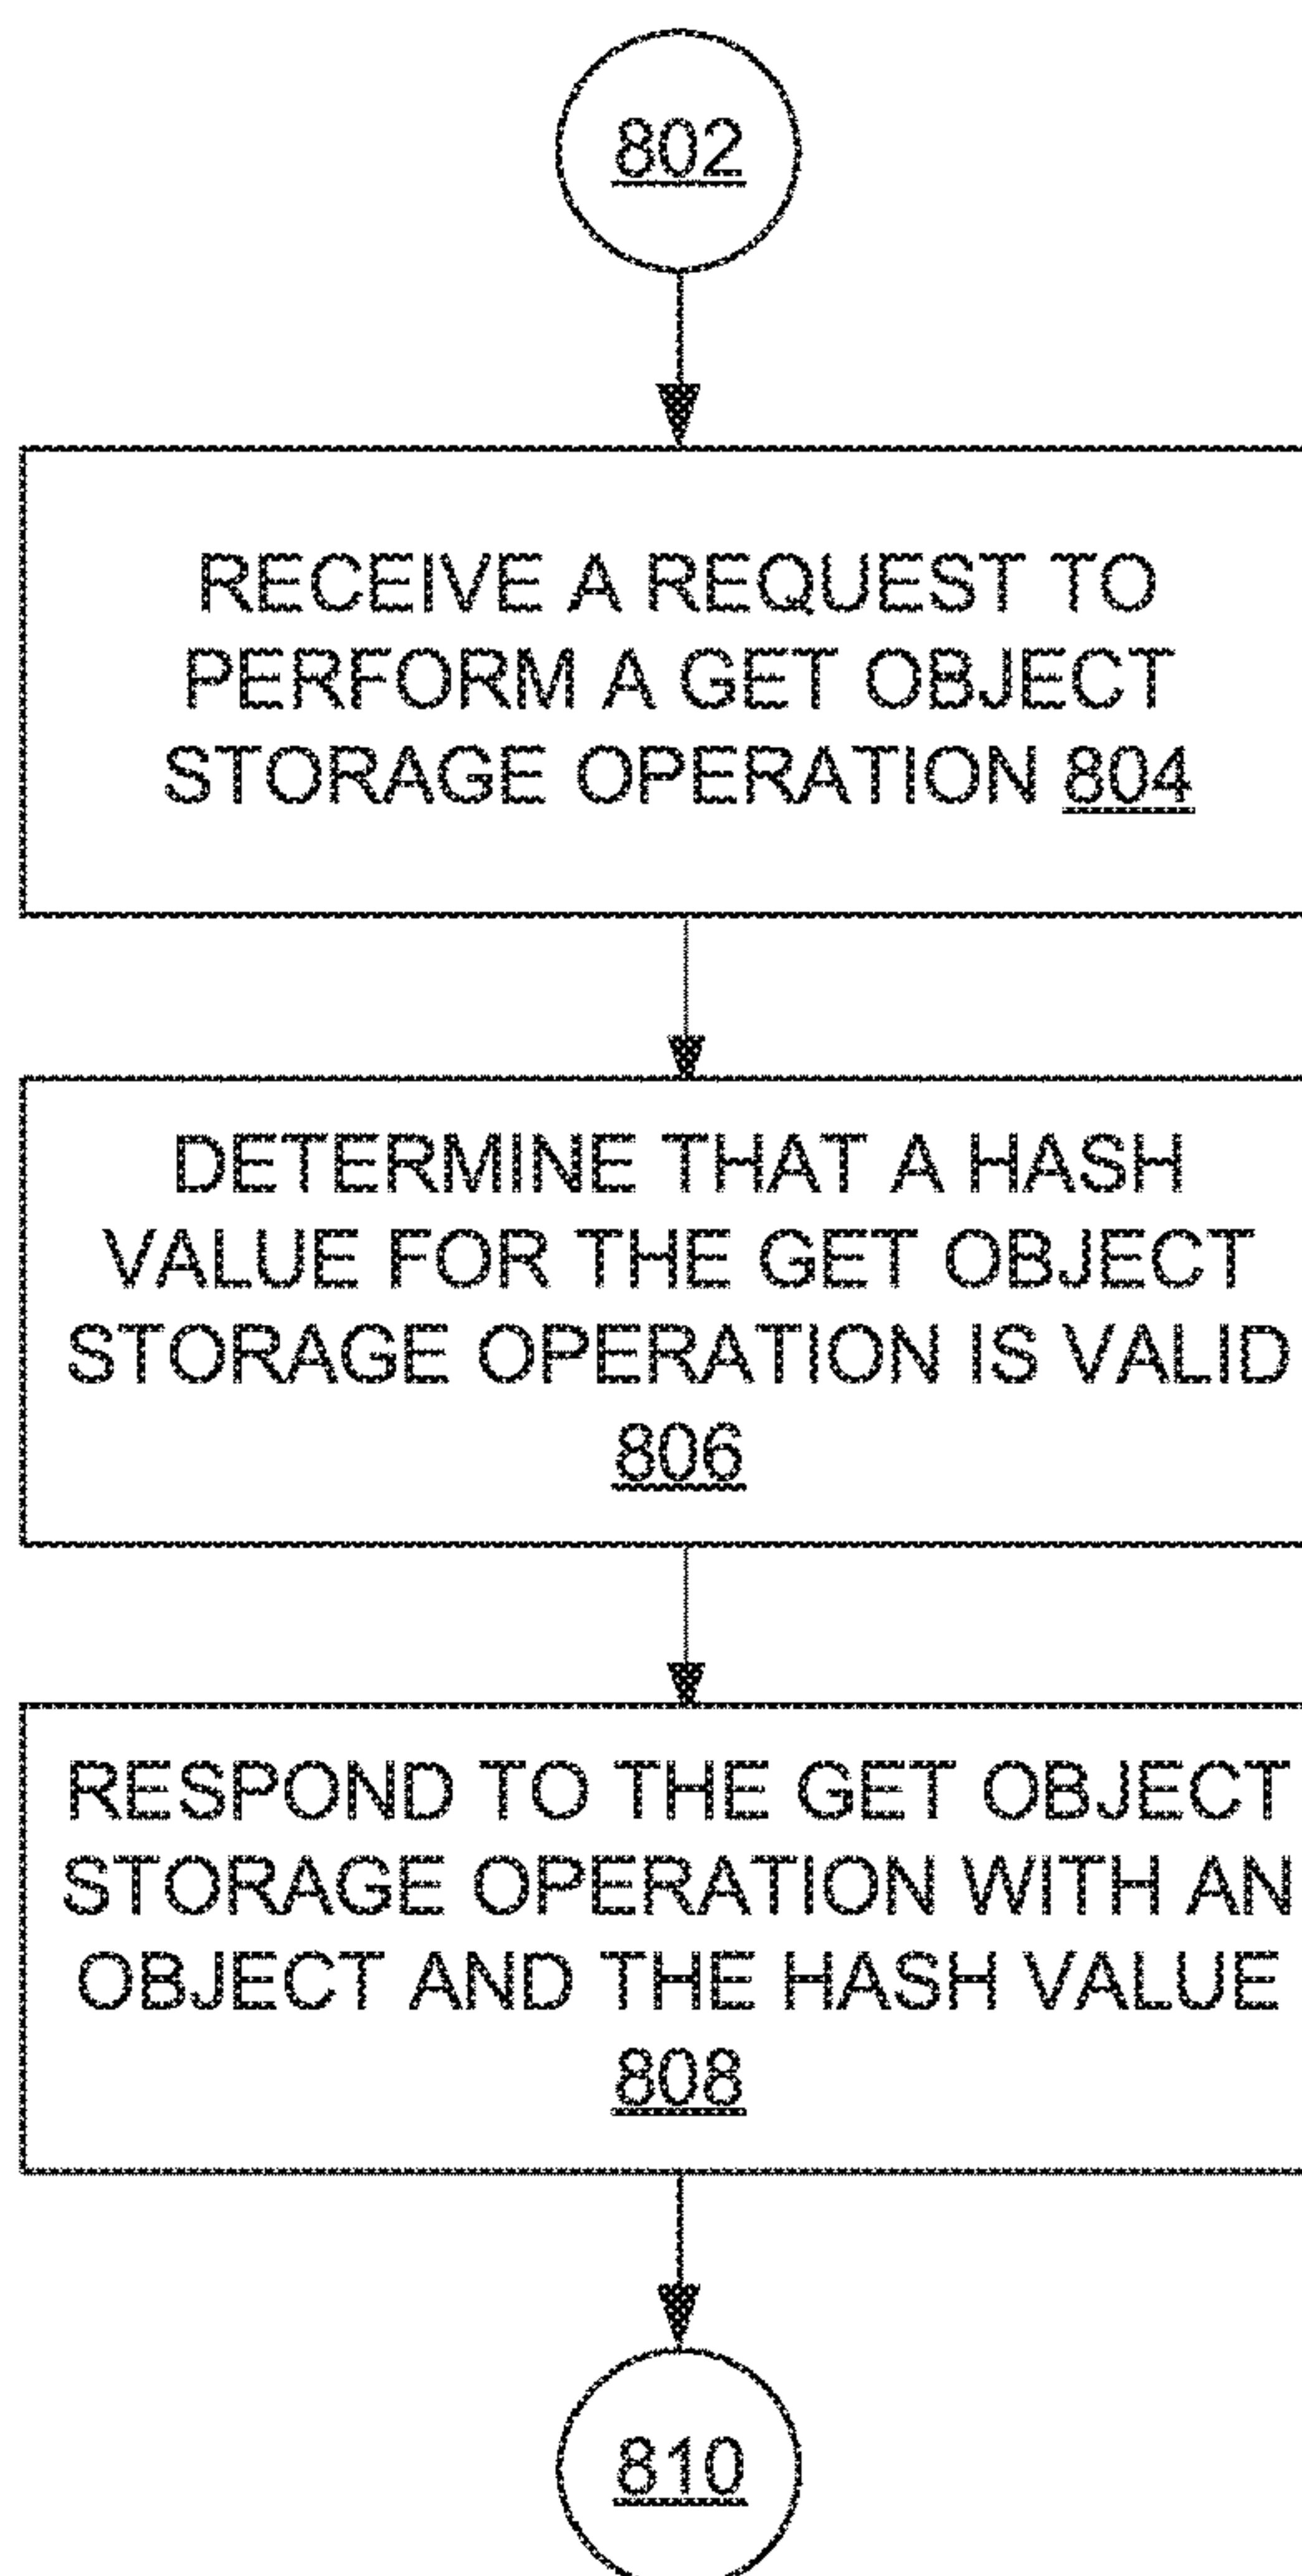 802
RECEIVE A REQUEST TO
PERFORM A GET OBJECT
STORAGE OPERATION 804
DETERMINE THAT A HASH
VALUE FOR THE GET OBJECT
STORAGE OPERATION IS VALID
806
RESPOND TO THE GET OBJECT
STORAGE OPERATION WITH AN
OBJECT AND THE HASH VALUE
808
810